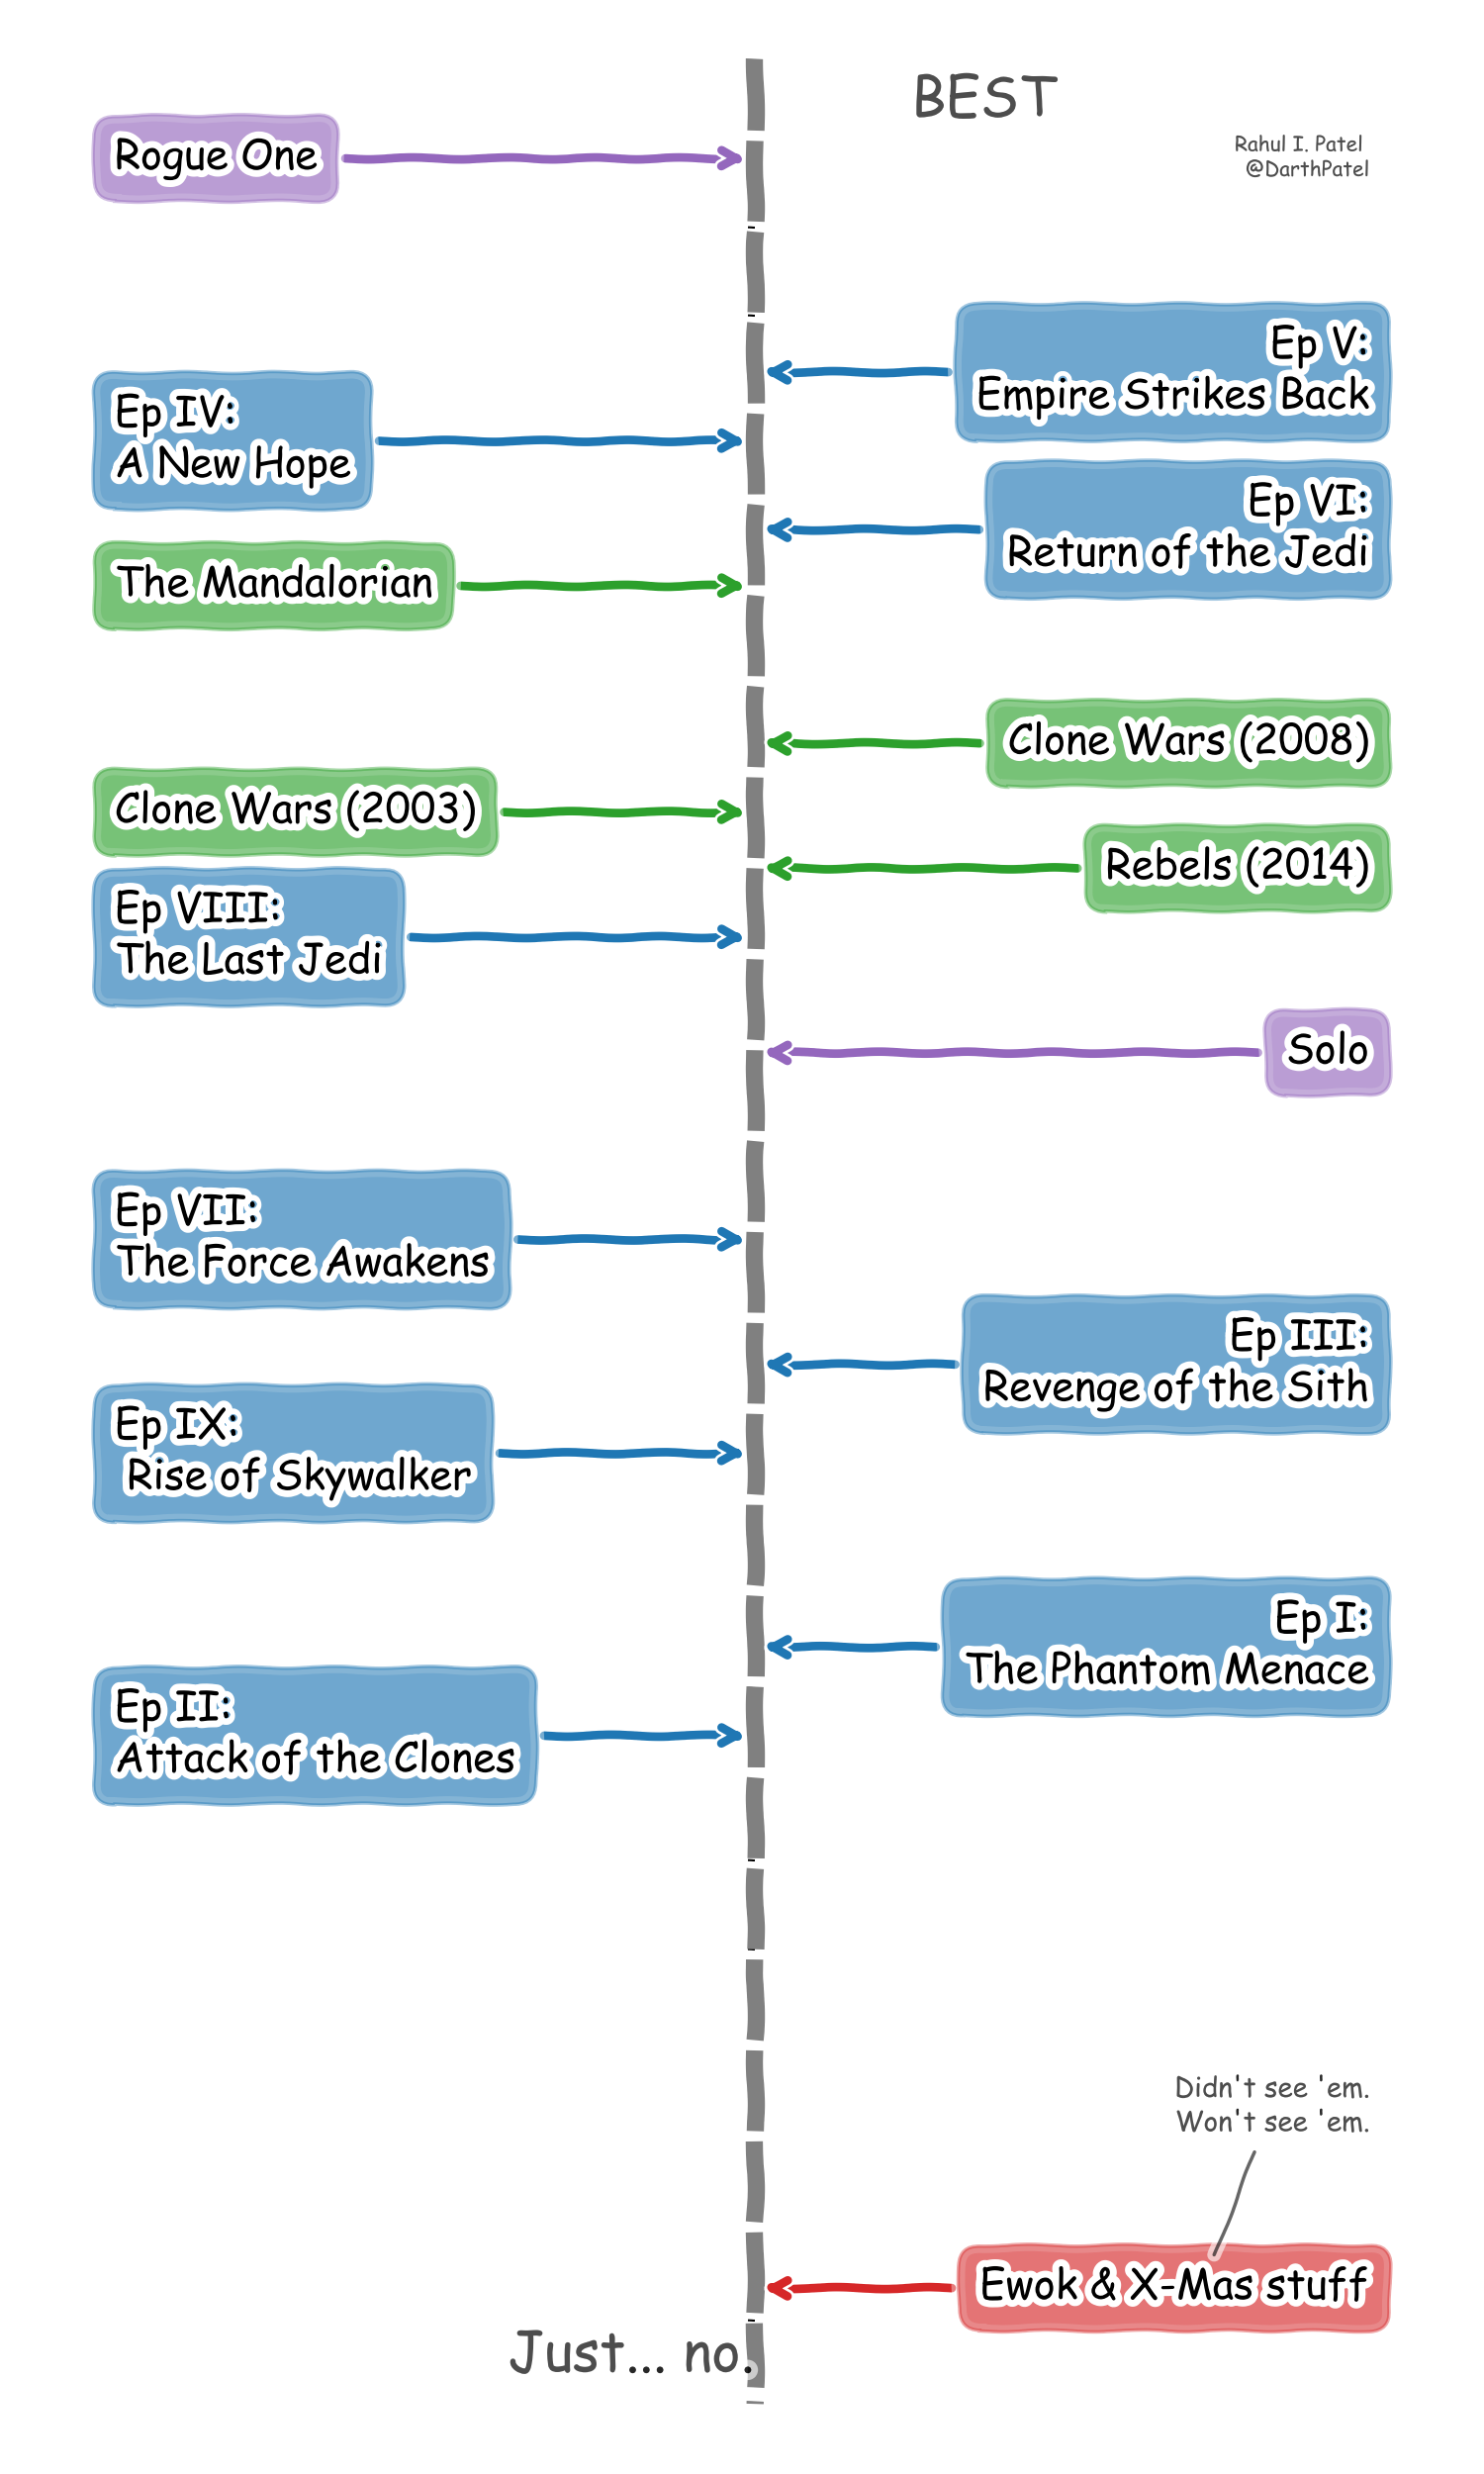 BEST
Rahul I. Patel
@DarthPatel
Rogue One
Ep V:
Empire Strikes Back
Ep IV:
A New Hope
Ep VI:
Return of the Jedi
The Mandalorian
Clone Wars (2008)
Clone Wars (2003)
Rebels (2014)
Ep VIII:
The Last Jedi
Solo
Ep VII:
The Force Awakens
Ep III:
Revenge of the Sith
Ep IX:
Rise of Skywalker
Ep I:
The Phantom Menace
Ep II:
Attack of the Clones
Didn't see 'em.
Won't see 'em.
Ewok & X-Mas stuff
Just... no.